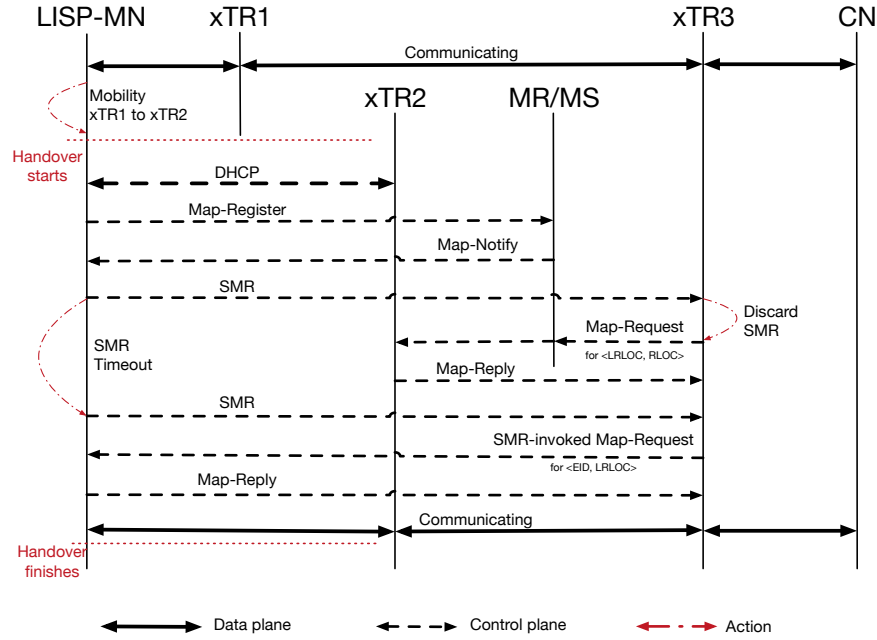 LISP-MN xTR1 xTR3 CN
Communicating
Mobility
xTR1 to xTR2
xTR2 MR/MS
Handover
starts
DHCP
Map-Register
Map-Notify
SMR
Discard
SMR
Map-Request
for <LRLOC, RLOC>
SMR
Timeout
Map-Reply
SMR
SMR-invoked Map-Request
for <EID, LRLOC>
Map-Reply
Communicating
Handover
finishes
Data plane Control plane Action